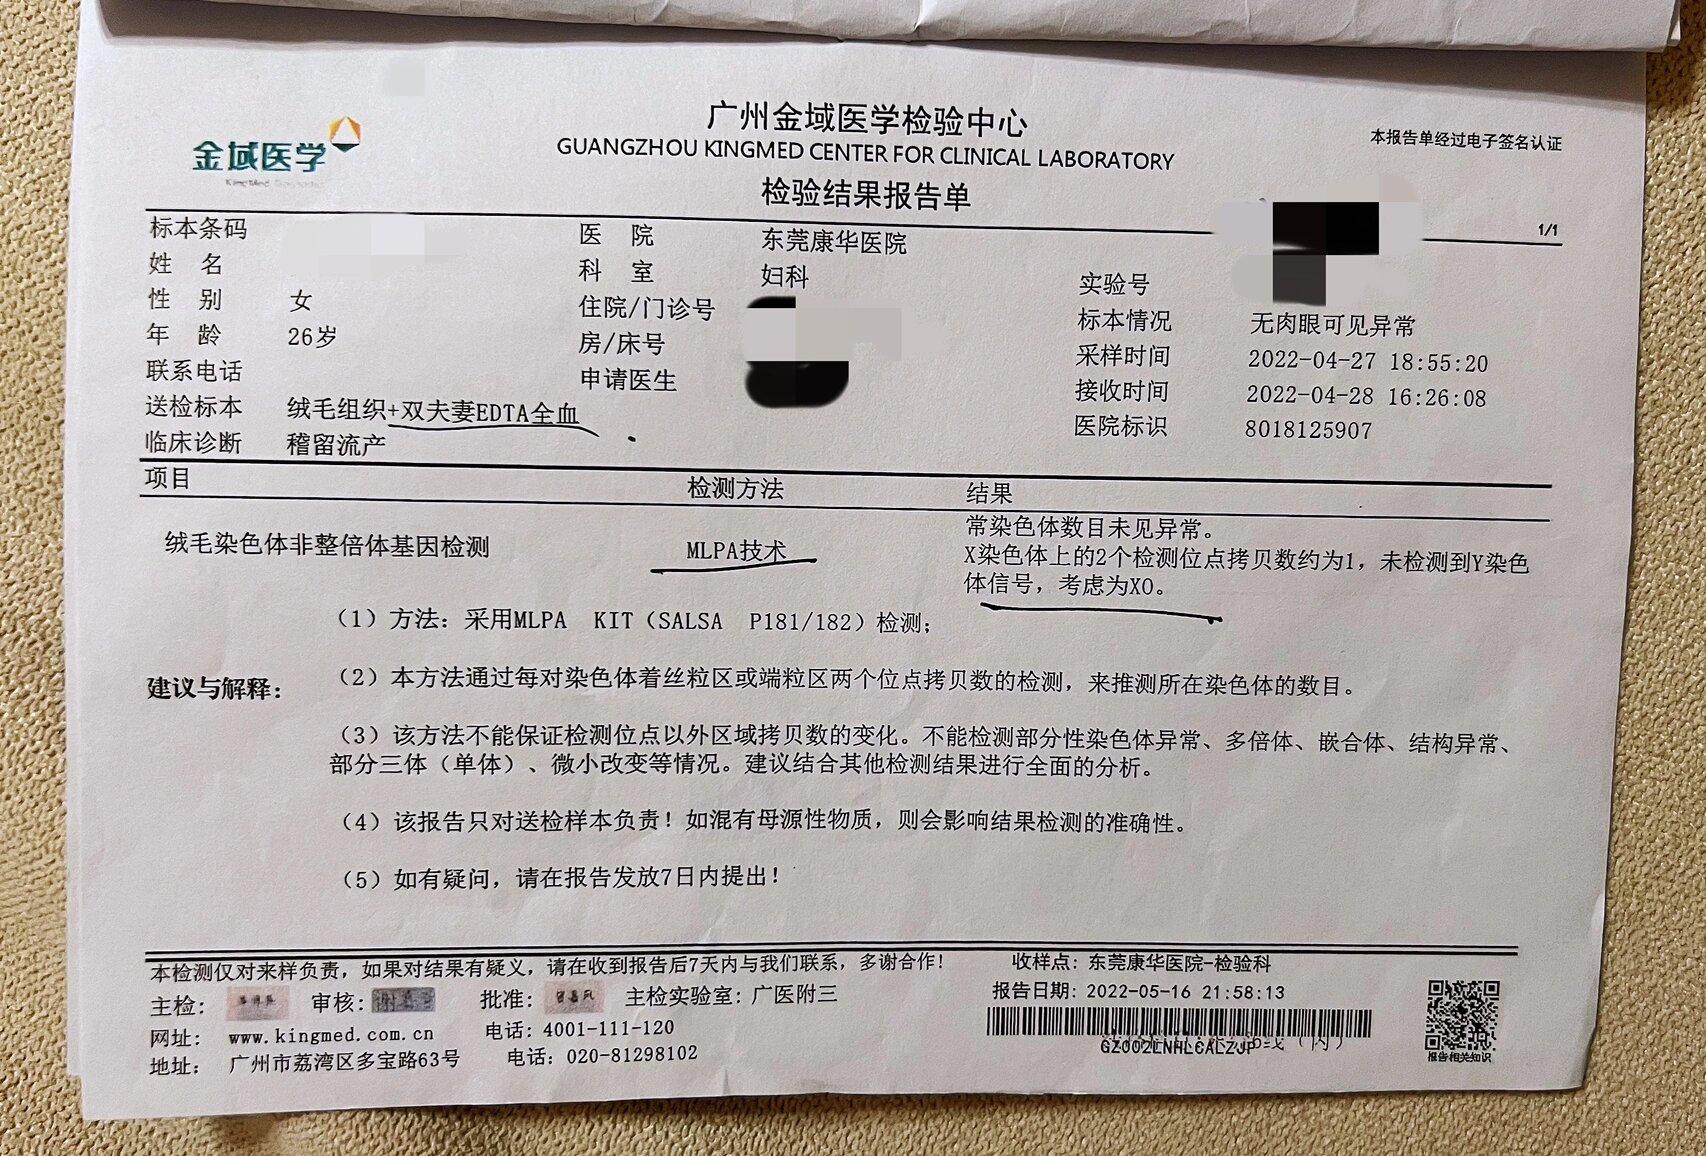 金域医学
广州金域医学检验中心
GUANGZHOU KINGMED CENTER FOR CLINICAL LABORATORY
检验结果报告单
本报告单经过电子签名认证
1/1
标本条码 医 院 东莞康华医院
姓 名 科 室 妇科 实验号
性 别 女 住院/门诊号 标本情况 无肉眼可见异常
年 龄 26岁 房/床号 采样时间 2022-04-27 18:55:20
联系电话 申请医生 接收时间 2022-04-28 16:26:08
送检标本 绒毛组织+双夫妻EDTA全血 医院标识 8018125907
临床诊断 稽留流产
项目 检测方法 结果
绒毛染色体非整倍体基因检测 MLPA技术 常染色体数目未见异常。
X染色体上的2个检测位点拷贝数约为1，未检测到Y染色
体信号，考虑为XO。
建议与解释：
（1）方法：采用MLPA KIT（SALSA P181/182）检测；
（2）本方法通过每对染色体着丝粒区或端粒区两个位点拷贝数的检测，来推测所在染色体的数目。
（3）该方法不能保证检测位点以外区域拷贝数的变化。不能检测部分性染色体异常、多倍体、嵌合体、结构异常、
部分三体（单体）、微小改变等情况。建议结合其他检测结果进行全面的分析。
（4）该报告只对送检样本负责！如混有母源性物质，则会影响结果检测的准确性。
（5）如有疑问，请在报告发放7日内提出！
本检测仅对来样负责，如果对结果有疑义，请在收到报告后7天内与我们联系，多谢合作！ 收样点：东莞康华医院-检验科
主检： 审核： 批准： 主检实验室：广医附三 报告日期：2022-05-16 21:58:13
网址： www.kingmed.com.cn 电话：4001-111-120
地址： 广州市荔湾区多宝路63号 电话：020-81298102
报告相关知识